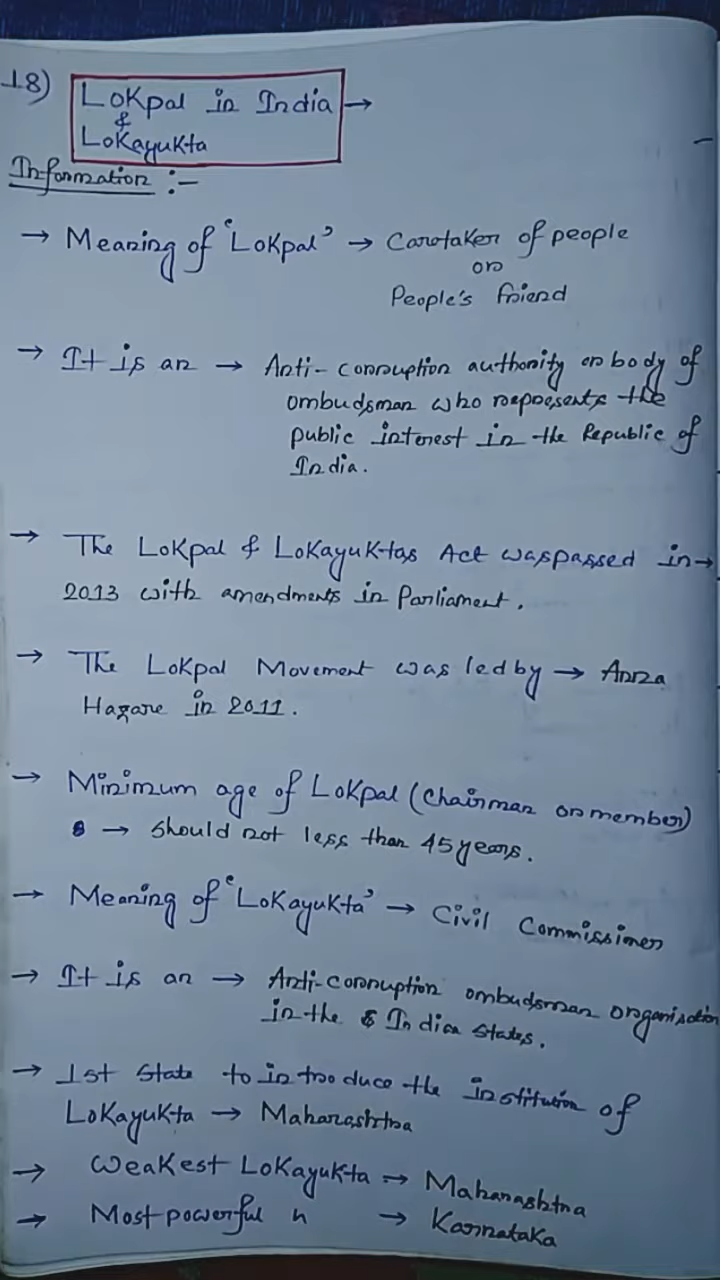 18) Lokpal in India →
&
Lokayukta
Information :-
→ Meaning of 'Lokpal' → Caretaker of people
or
People's friend
→ It is an → Anti-corruption authority or body of
ombudsman who represents the
public interest in the Republic of
India.
→ The Lokpal & Lokayuktas Act was passed in →
2013 with amendments in Parliament.
→ The Lokpal Movement was led by → Anna
Hazare in 2011.
→ Minimum age of Lokpal (Chairman or member)
→ should not less than 45 years.
→ Meaning of 'Lokayukta' → Civil Commissioner
→ It is an → Anti-corruption ombudsman organisation
in the Indian states.
→ 1st state to introduce the institution of
Lokayukta → Maharashtra
→ Weakest Lokayukta → Maharashtra
→ Most powerful " → Karnataka